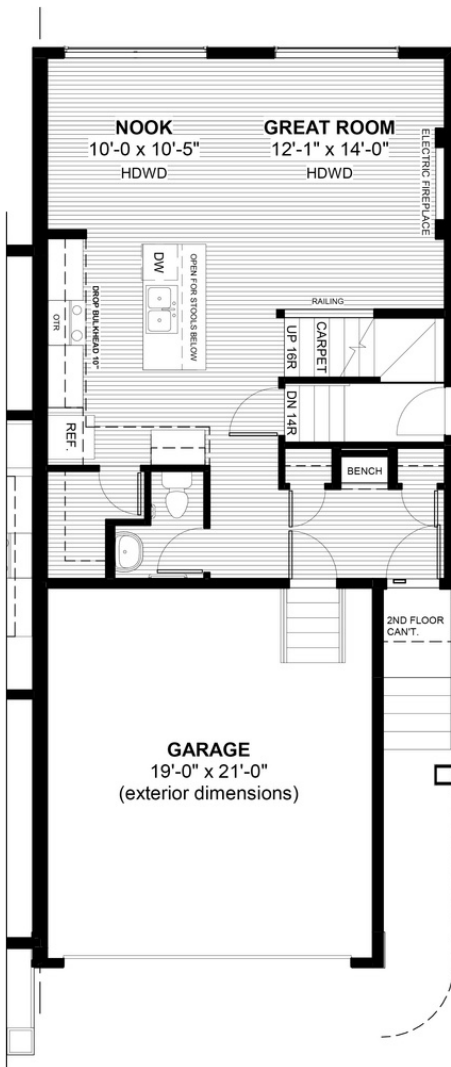 NOOK
10'-0 x 10'-5"
HDWD
GREAT ROOM
12'-1" x 14'-0"
HDWD
ELECTRIC FIREPLACE
DW
OPEN FOR STOOLS BELOW
DROP BULKHEAD 10"
OTR
REF.
RAILING
UP 16R
CARPET
DN 14R
BENCH
2ND FLOOR
CAN'T.
GARAGE
19'-0" x 21'-0"
(exterior dimensions)